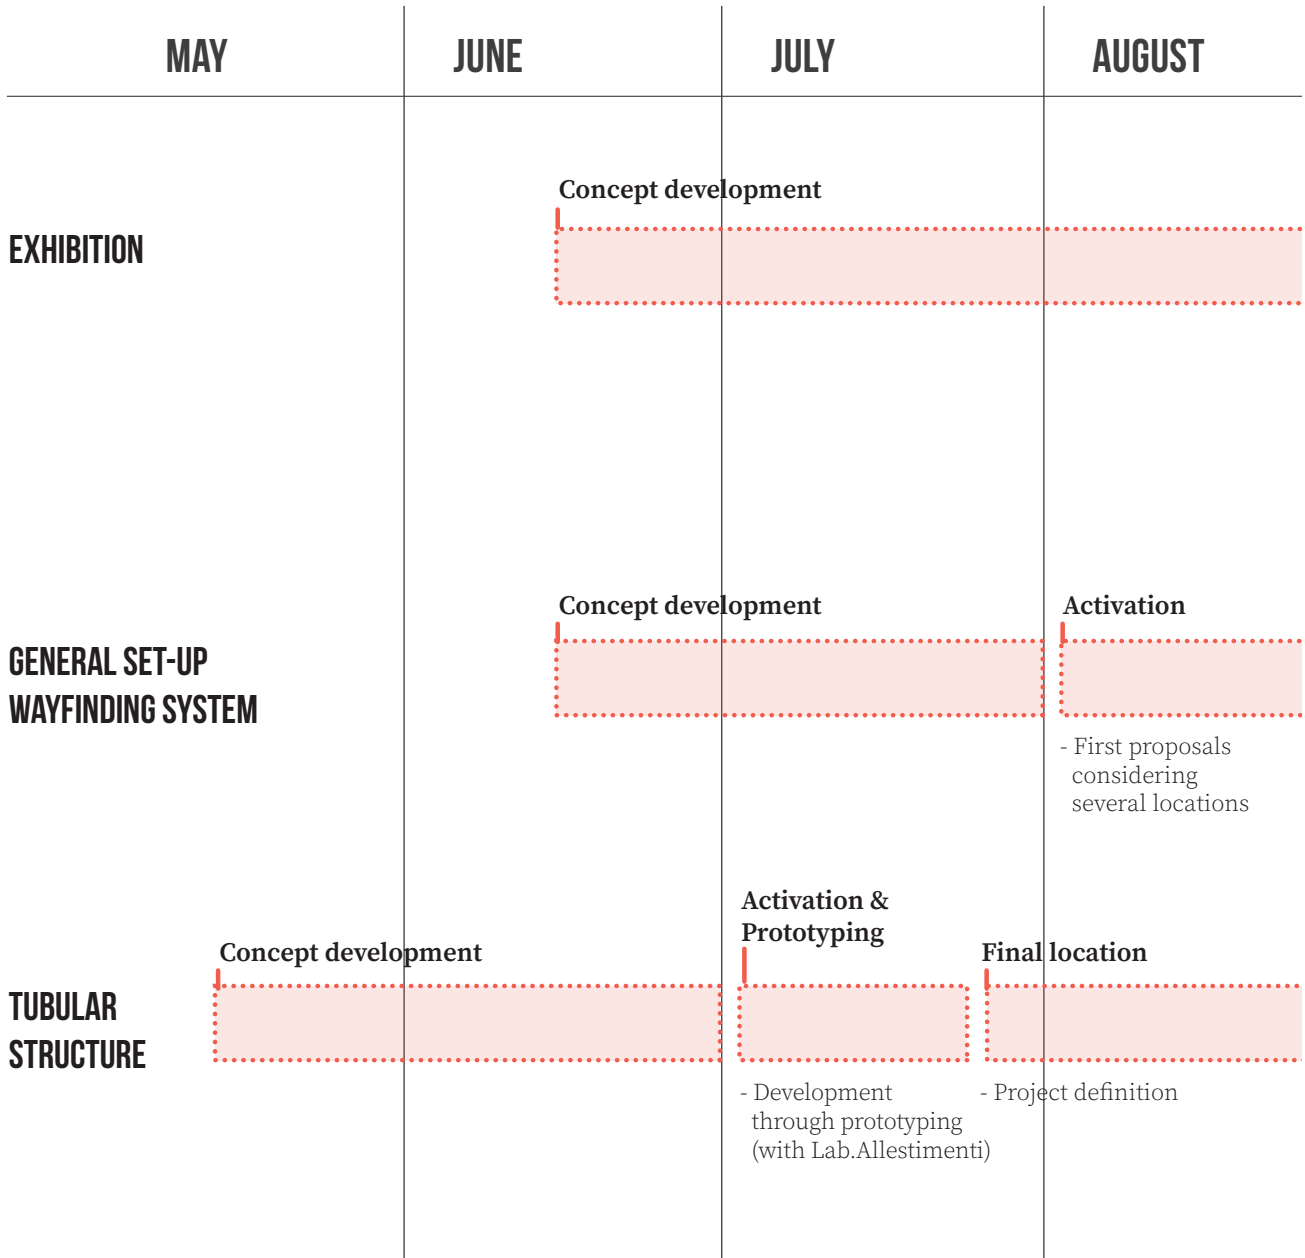 MAY
JUNE
JULY
AUGUST
Concept development
EXHIBITION
Concept development
Activation
GENERAL SET-UP
WAYFINDING SYSTEM
- First proposals
considering
several locations
Activation &
Prototyping
Concept development
Final location
TUBULAR
STRUCTURE
- Development
through prototyping
(with Lab.Allestimenti)
- Project definition